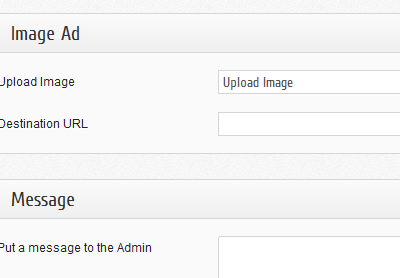 Image Ad
Upload Image Upload Image
Destination URL
Message
Put a message to the Admin